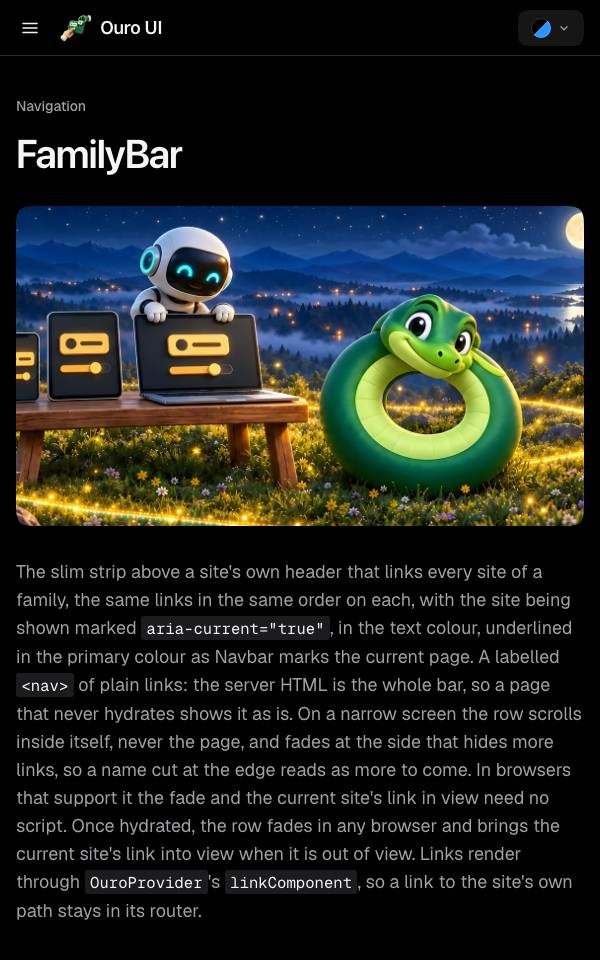 Ouro UI
Navigation
FamilyBar
The slim strip above a site's own header that links every site of a
family, the same links in the same order on each, with the site being
shown marked aria-current="true", in the text colour, underlined
in the primary colour as Navbar marks the current page. A labelled
<nav> of plain links: the server HTML is the whole bar, so a page
that never hydrates shows it as is. On a narrow screen the row scrolls
inside itself, never the page, and fades at the side that hides more
links, so a name cut at the edge reads as more to come. In browsers
that support it the fade and the current site's link in view need no
script. Once hydrated, the row fades in any browser and brings the
current site's link into view when it is out of view. Links render
through OuroProvider's linkComponent, so a link to the site's own
path stays in its router.